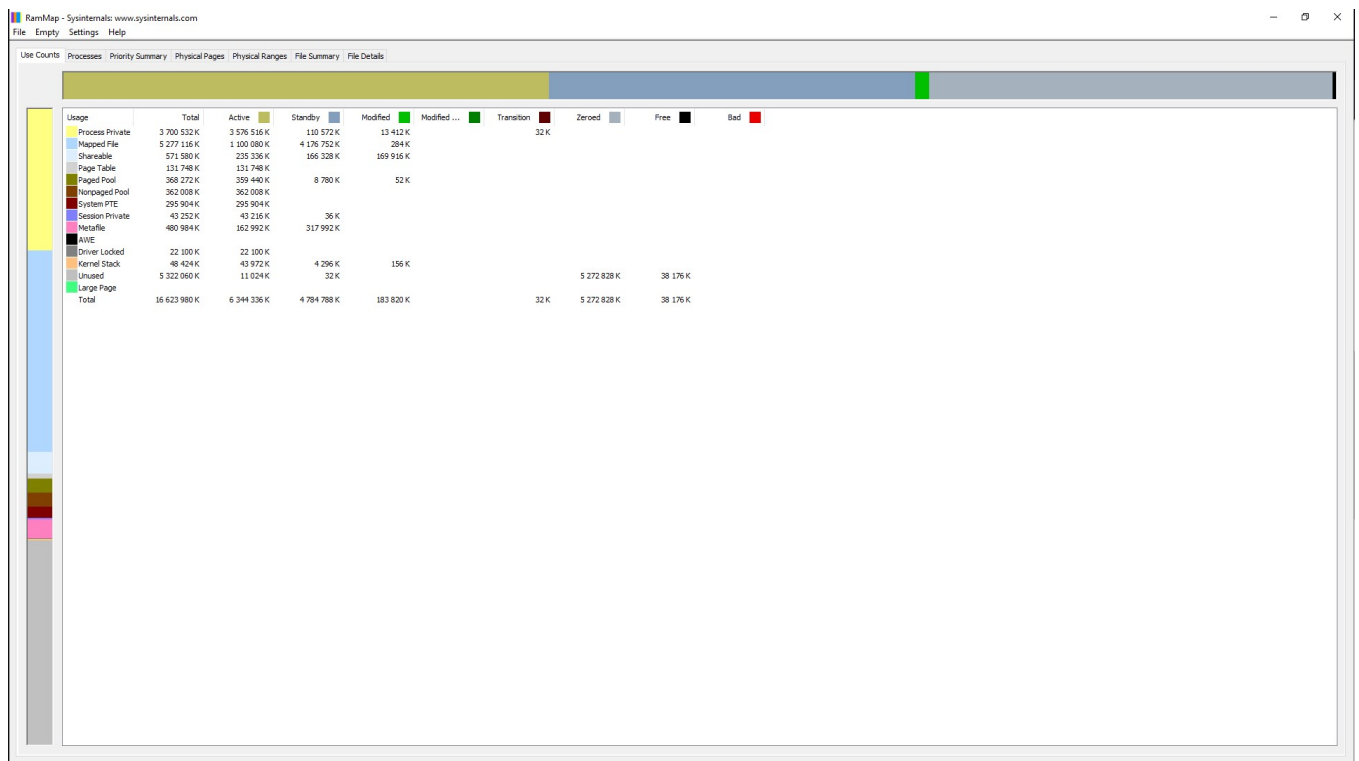 RamMap - Sysinternals: www.sysinternals.com
File Empty Settings Help
Use Counts Processes Priority Summary Physical Pages Physical Ranges File Summary File Details
Usage Total Active Standby Modified Modified ... Transition Zeroed Free Bad
Process Private 3 700 532 K 3 576 516 K 110 572 K 13 412 K 32 K
Mapped File 5 277 116 K 1 100 080 K 4 176 752 K 284 K
Shareable 571 580 K 235 336 K 166 328 K 169 916 K
Page Table 131 748 K 131 748 K
Paged Pool 368 272 K 359 440 K 8 780 K 52 K
Nonpaged Pool 362 008 K 362 008 K
System PTE 295 904 K 295 904 K
Session Private 43 252 K 43 216 K 36 K
Metafile 480 984 K 162 992 K 317 992 K
AWE
Driver Locked 22 100 K 22 100 K
Kernel Stack 48 424 K 43 972 K 4 296 K 156 K
Unused 5 322 060 K 11 024 K 32 K 5 272 828 K 38 176 K
Large Page
Total 16 623 980 K 6 344 336 K 4 784 788 K 183 820 K 32 K 5 272 828 K 38 176 K